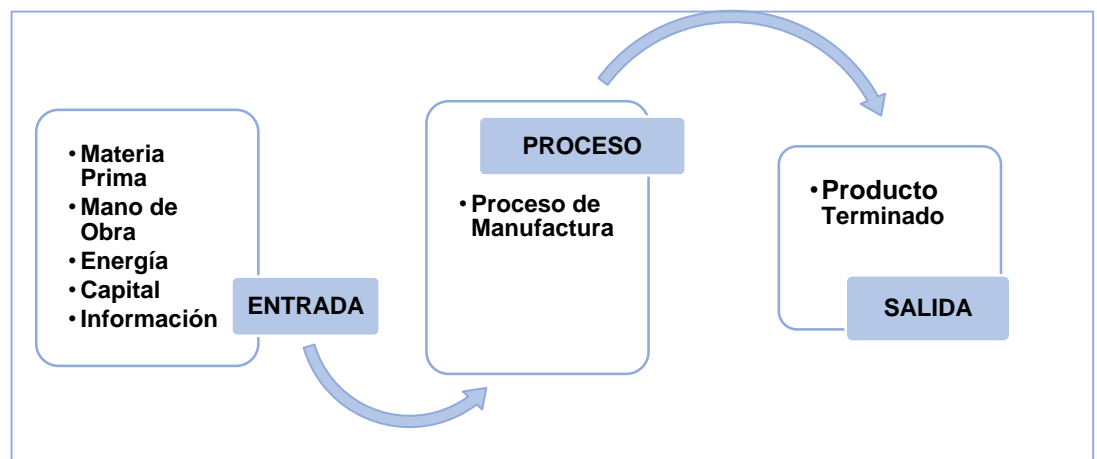 • Materia
Prima
• Mano de
Obra
• Energía
• Capital
• Información
ENTRADA
PROCESO
• Proceso de
Manufactura
• Producto
Terminado
SALIDA